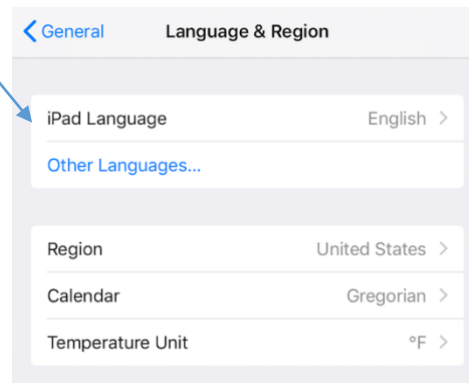 General Language & Region
iPad Language English
Other Languages...
Region United States
Calendar Gregorian
Temperature Unit °F